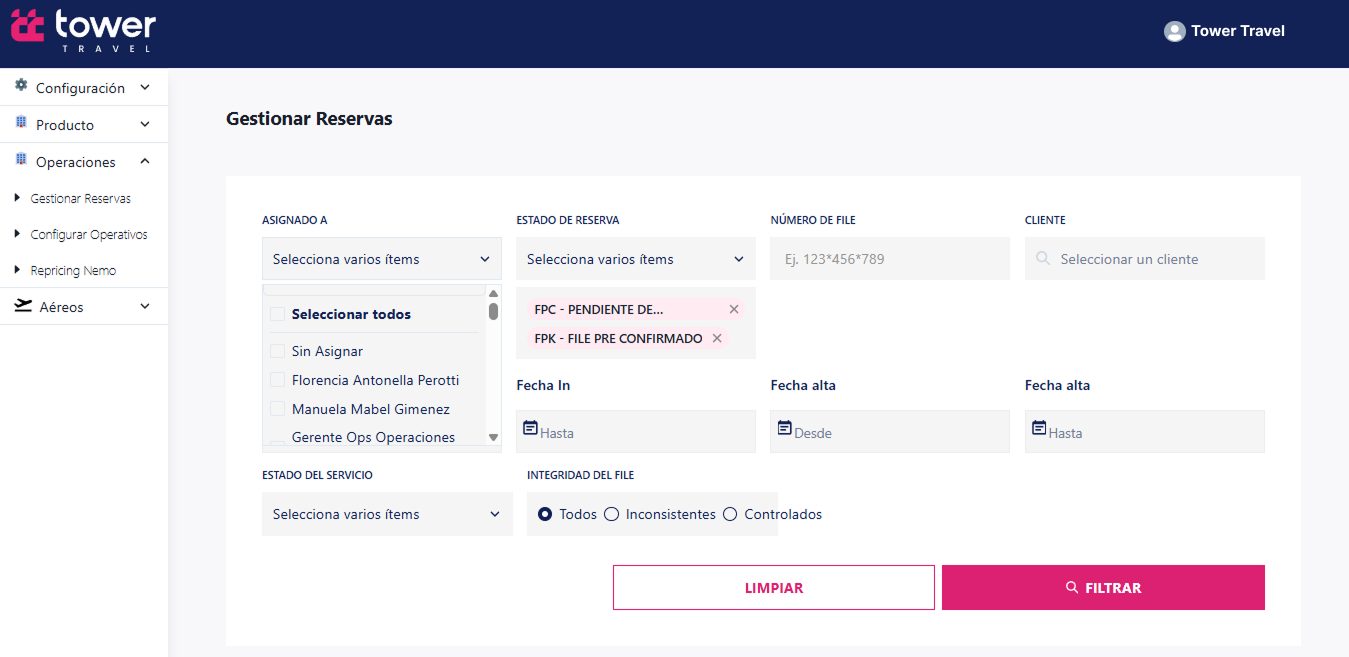 tower
TRAVEL
Tower Travel
Configuración
Producto
Operaciones
Gestionar Reservas
Configurar Operativos
Repricing Nemo
Aéreos
Gestionar Reservas
ASIGNADO A
Selecciona varios ítems
Seleccionar todos
Sin Asignar
Florencia Antonella Perotti
Manuela Mabel Gimenez
Gerente Ops Operaciones
ESTADO DE RESERVA
Selecciona varios ítems
FPC - PENDIENTE DE...
FPK - FILE PRE CONFIRMADO
NÚMERO DE FILE
Ej. 123*456*789
CLIENTE
Seleccionar un cliente
Fecha In
Hasta
Fecha alta
Desde
Fecha alta
Hasta
ESTADO DEL SERVICIO
Selecciona varios ítems
INTEGRIDAD DEL FILE
Todos Inconsistentes Controlados
LIMPIAR
FILTRAR